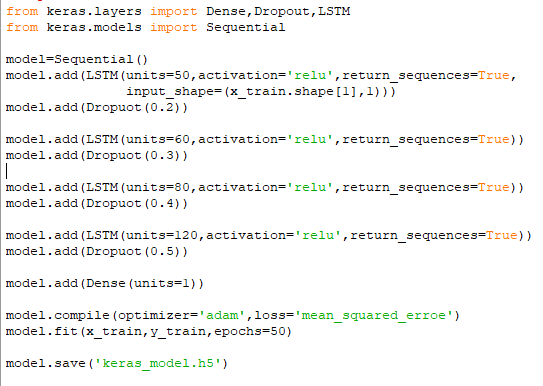 from keras.layers import Dense,Dropout,LSTM
from keras.models import Sequential
model=Sequential()
model.add(LSTM(units=50,activation='relu',return_sequences=True,
input_shape=(x_train.shape[1],1)))
model.add(Dropuot(0.2))
model.add(LSTM(units=60,activation='relu',return_sequences=True))
model.add(Dropuot(0.3))
model.add(LSTM(units=80,activation='relu',return_sequences=True))
model.add(Dropuot(0.4))
model.add(LSTM(units=120,activation='relu',return_sequences=True))
model.add(Dropuot(0.5))
model.add(Dense(units=1))
model.compile(optimizer='adam',loss='mean_squared_erroe')
model.fit(x_train,y_train,epochs=50)
model.save('keras_model.h5')